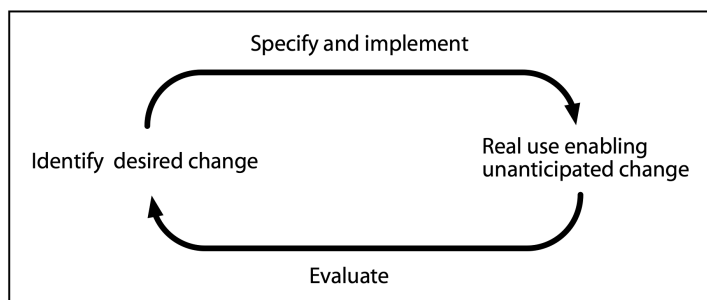 Specify and implement
Identify desired change
Real use enabling
unanticipated change
Evaluate